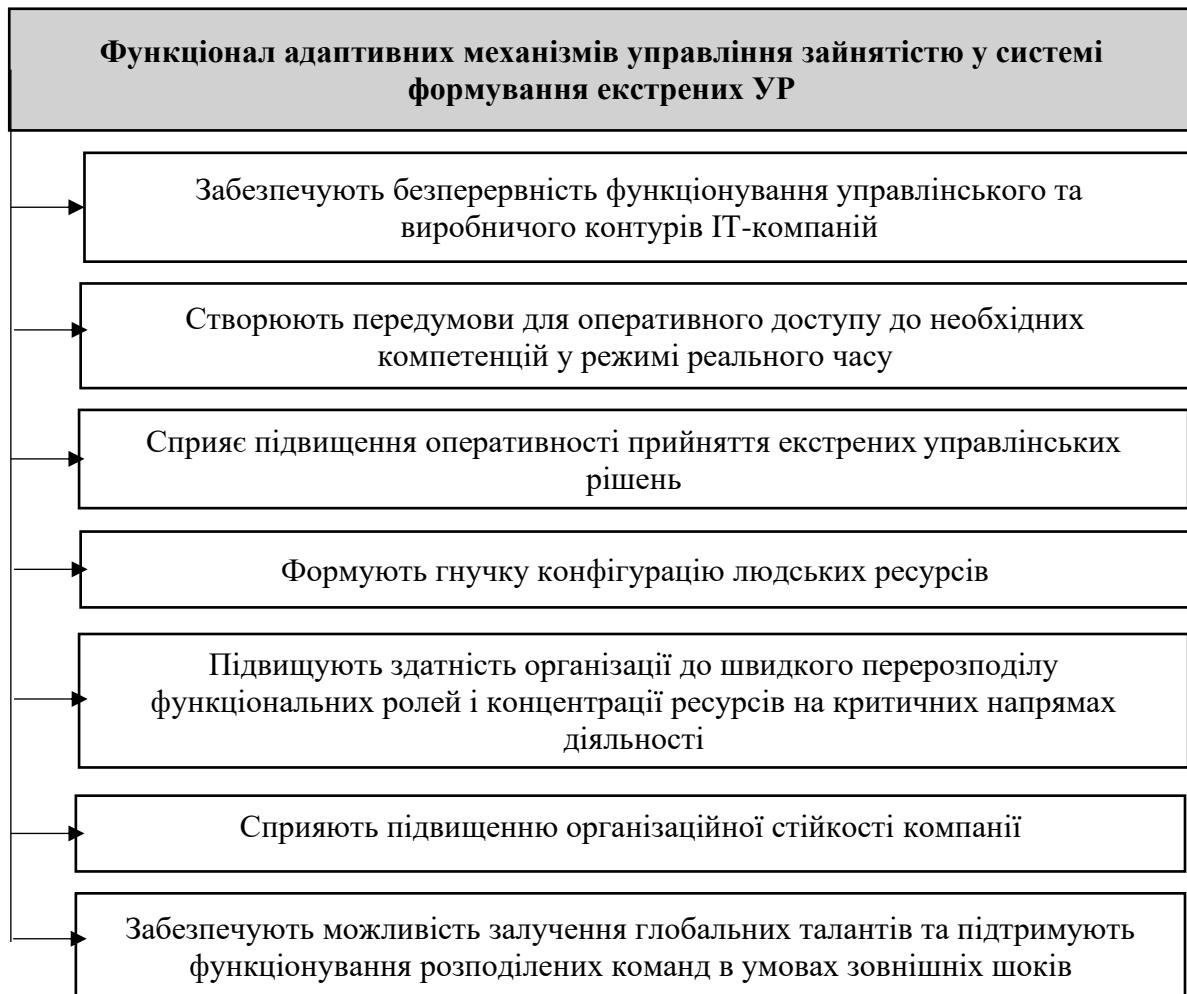 Функціонал адаптивних механізмів управління зайнятістю у системі
формування екстрених УР
Забезпечують безперервність функціонування управлінського та
виробничого контурів ІТ-компаній
Створюють передумови для оперативного доступу до необхідних
компетенцій у режимі реального часу
Сприяє підвищення оперативності прийняття екстрених управлінських
рішень
Формують гнучку конфігурацію людських ресурсів
Підвищують здатність організації до швидкого перерозподілу
функціональних ролей і концентрації ресурсів на критичних напрямах
діяльності
Сприяють підвищенню організаційної стійкості компанії
Забезпечують можливість залучення глобальних талантів та підтримують
функціонування розподілених команд в умовах зовнішніх шоків